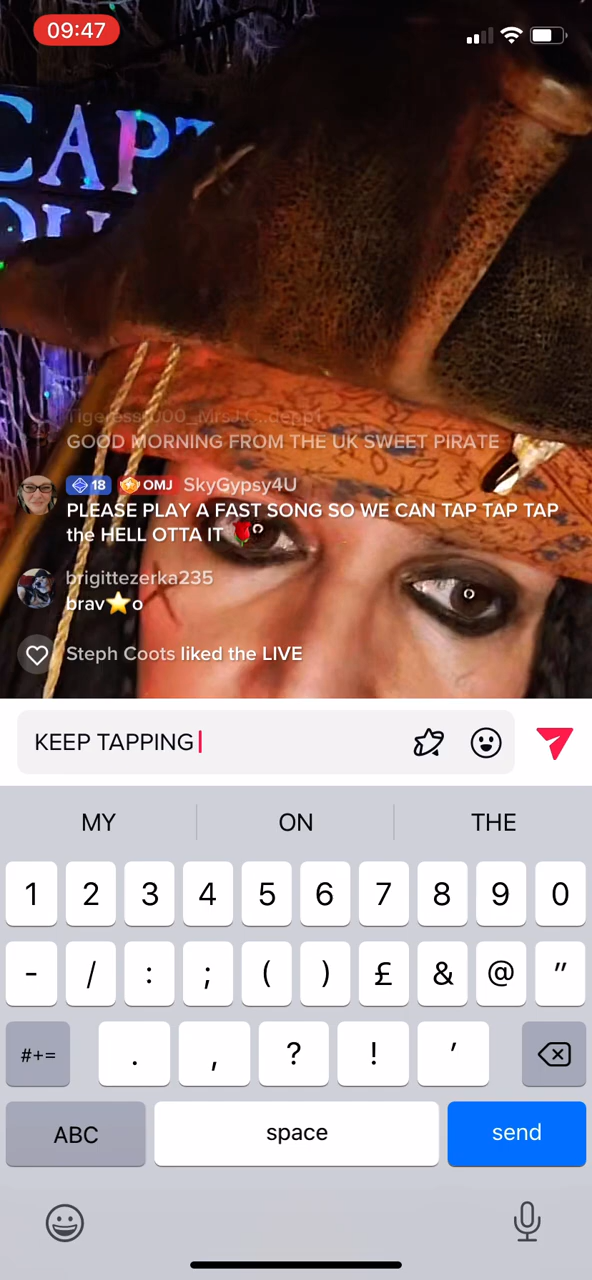 09:47
CAP
GOOD MORNING FROM THE UK SWEET PIRATE
18 OMJ SkyGypsy4U
PLEASE PLAY A FAST SONG SO WE CAN TAP TAP TAP
the HELL OTTA IT 🌹
brigittezerka235
brav⭐o
Steph Coots liked the LIVE
KEEP TAPPING
MY ON THE
1 2 3 4 5 6 7 8 9 0
- / : ; ( ) £ & @ "
#+= . , ? ! '
ABC space send